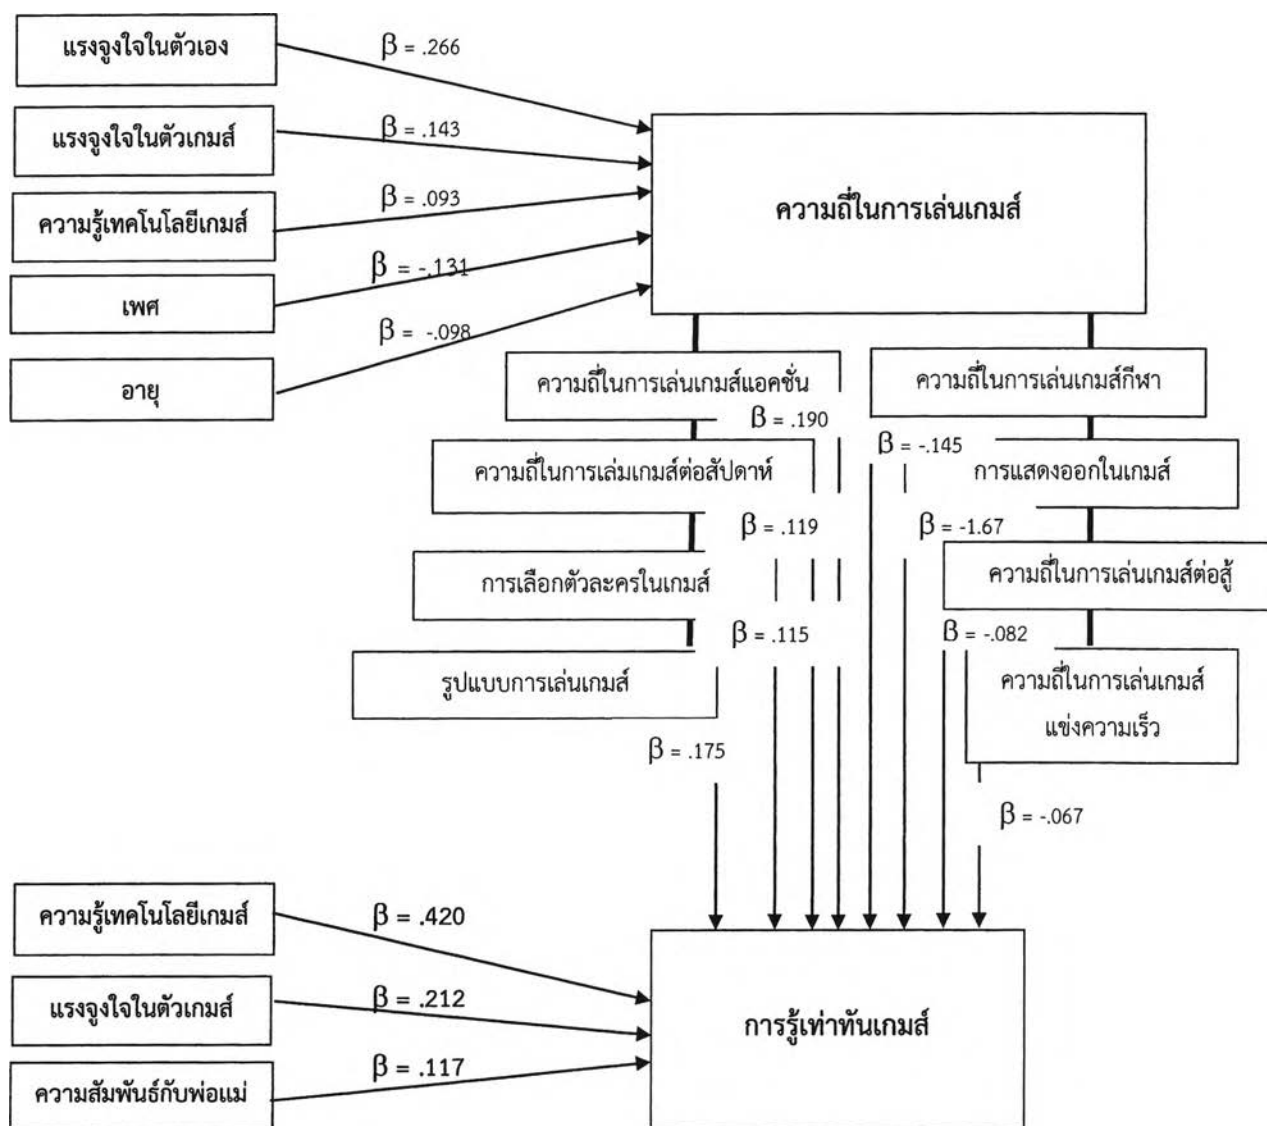 แรงจูงใจในตัวเอง
β = .266
แรงจูงใจในตัวเกมส์
β = .143
ความรู้เทคโนโลยีเกมส์
β = .093
ความถี่ในการเล่นเกมส์
เพศ
β = -.131
อายุ
β = -.098
ความถี่ในการเล่นเกมส์แอคชั่น
β = .190
ความถี่ในการเล่นเกมส์กีฬา
β = -.145
ความถี่ในการเล่มเกมส์ต่อสัปดาห์
β = .119
การแสดงออกในเกมส์
β = -1.67
การเลือกตัวละครในเกมส์
β = .115
ความถี่ในการเล่นเกมส์ต่อสู้
β = -.082
รูปแบบการเล่นเกมส์
β = .175
ความถี่ในการเล่นเกมส์
แข่งความเร็ว
β = -.067
ความรู้เทคโนโลยีเกมส์
β = .420
แรงจูงใจในตัวเกมส์
β = .212
การรู้เท่าทันเกมส์
ความสัมพันธ์กับพ่อแม่
β = .117